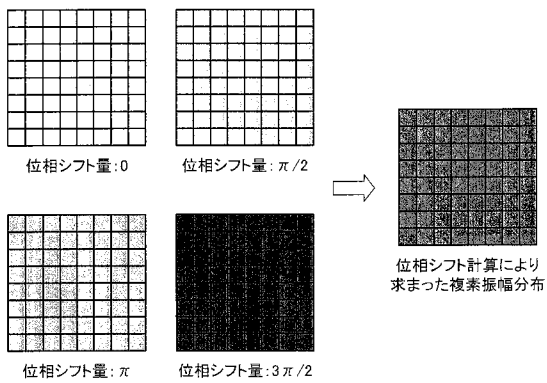 位相シフト量:0
位相シフト量:π/2
位相シフト計算により
求まった複素振幅分布
位相シフト量:π
位相シフト量:3π/2